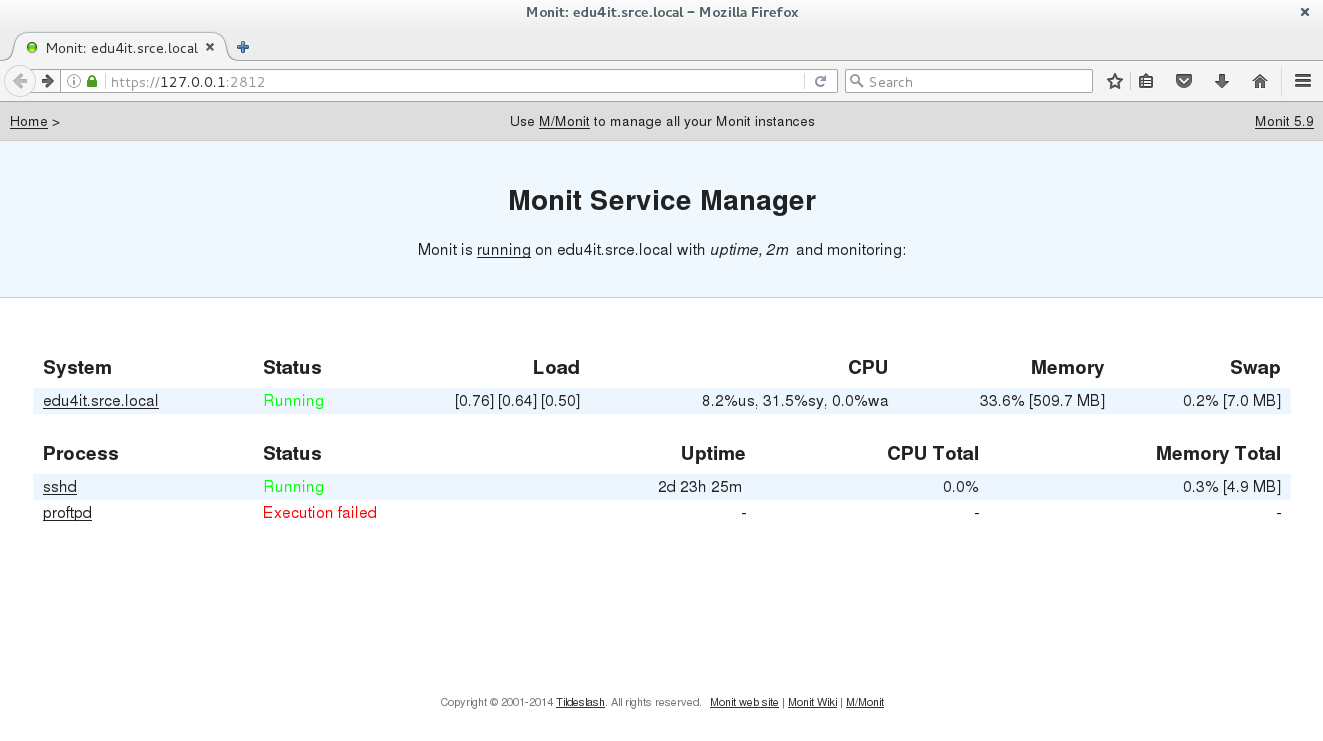 Monit: edu4it.srce.local – Mozilla Firefox
Monit: edu4it.srce.local
https://127.0.0.1:2812
Search
Home >
Use M/Monit to manage all your Monit instances
Monit 5.9
Monit Service Manager
Monit is running on edu4it.srce.local with uptime, 2m and monitoring:
System Status Load CPU Memory Swap
edu4it.srce.local Running [0.76] [0.64] [0.50] 8.2%us, 31.5%sy, 0.0%wa 33.6% [509.7 MB] 0.2% [7.0 MB]
Process Status Uptime CPU Total Memory Total
sshd Running 2d 23h 25m 0.0% 0.3% [4.9 MB]
proftpd Execution failed - - -
Copyright © 2001-2014 Tildeslash. All rights reserved. Monit web site | Monit Wiki | M/Monit